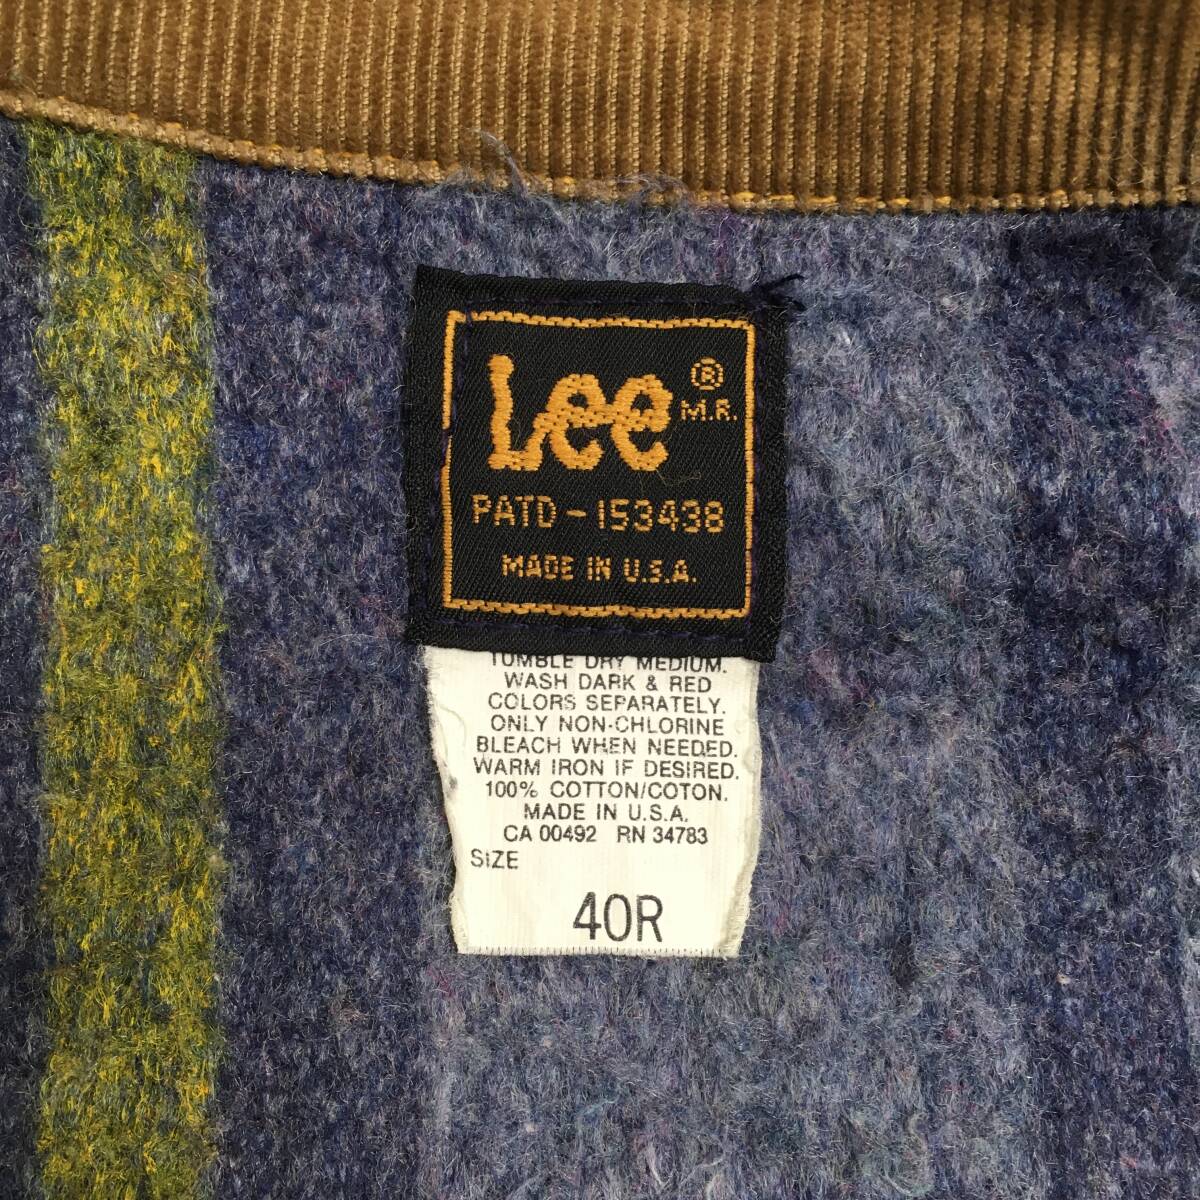 Lee ® M.R.
PATD-153438
MADE IN U.S.A.
TUMBLE DRY MEDIUM.
WASH DARK & RED
COLORS SEPARATELY.
ONLY NON-CHLORINE
BLEACH WHEN NEEDED.
WARM IRON IF DESIRED.
100% COTTON/COTON.
MADE IN U.S.A.
CA 00492 RN 34783
SIZE
40R